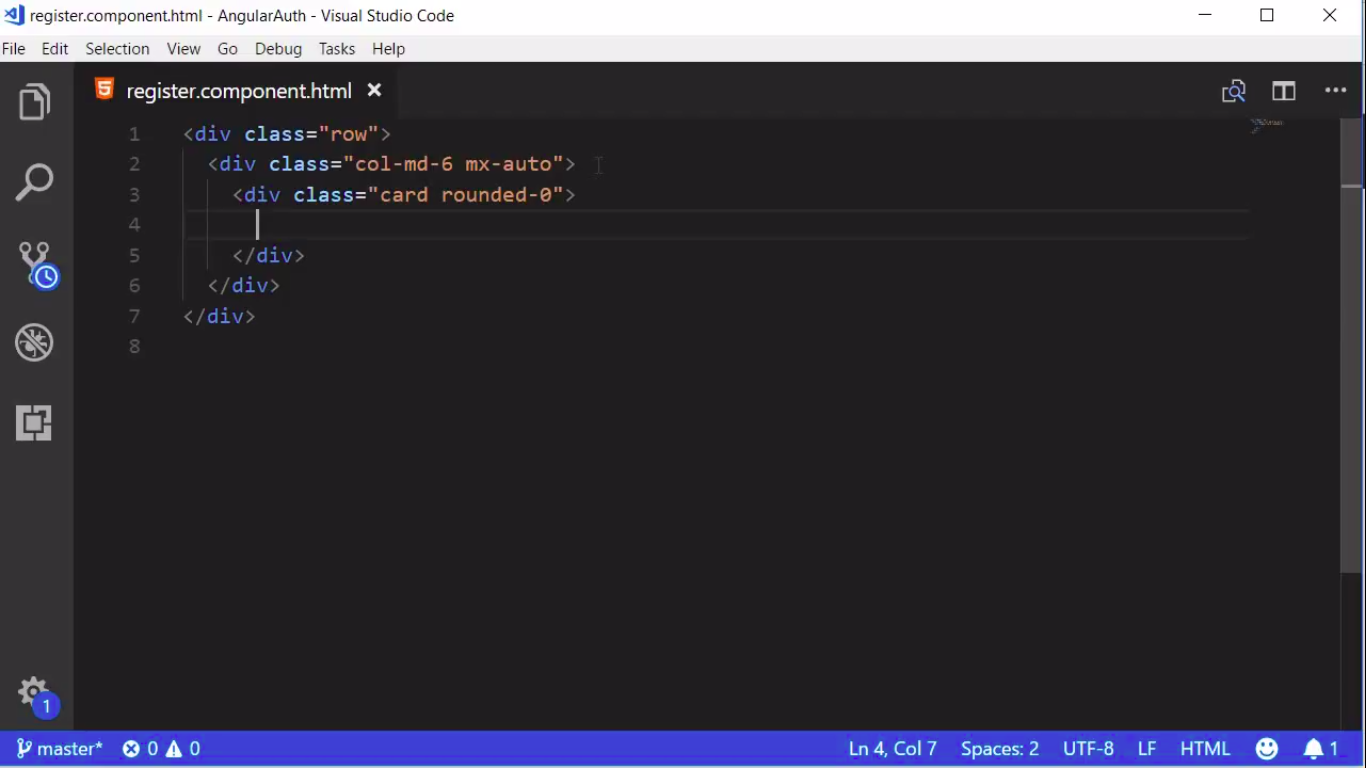 register.component.html - AngularAuth - Visual Studio Code
File Edit Selection View Go Debug Tasks Help
register.component.html
1 <div class="row">
2   <div class="col-md-6 mx-auto">
3     <div class="card rounded-0">
4
5     </div>
6   </div>
7 </div>
8
1
master* 0 0 Ln 4, Col 7 Spaces: 2 UTF-8 LF HTML 1